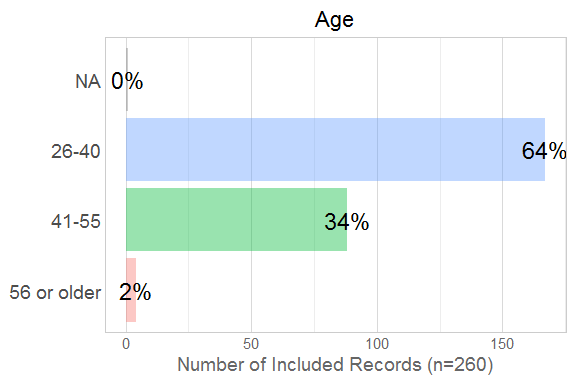 Age
NA 0%
26-40 64%
41-55 34%
56 or older 2%
0 50 100 150
Number of Included Records (n=260)